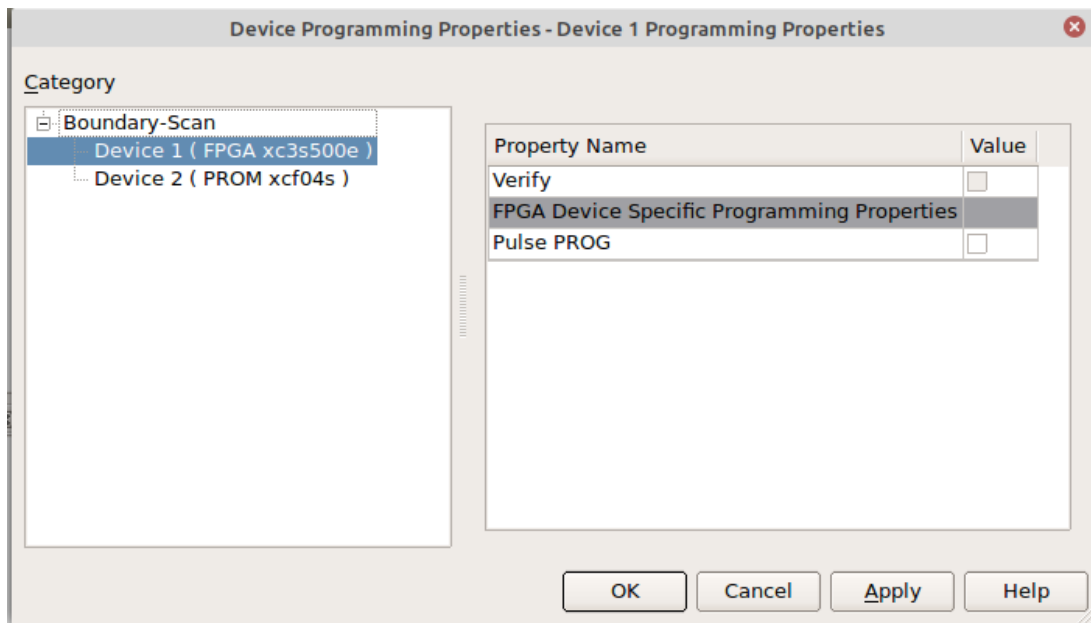 Device Programming Properties - Device 1 Programming Properties
Category
Boundary-Scan
Device 1 ( FPGA xc3s500e )
Device 2 ( PROM xcf04s )
Property Name Value
Verify
FPGA Device Specific Programming Properties
Pulse PROG
OK Cancel Apply Help